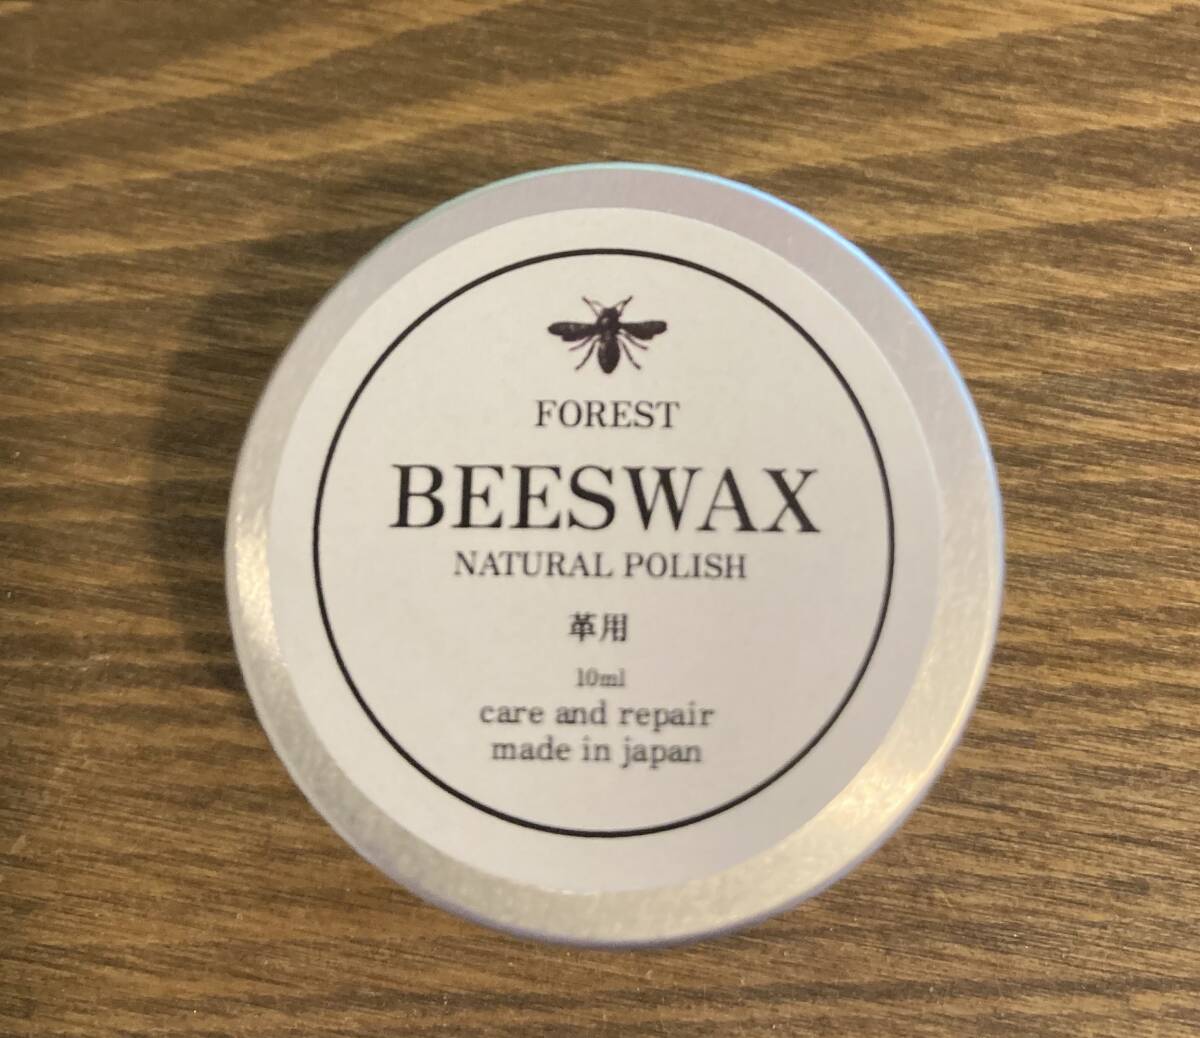 FOREST
BEESWAX
NATURAL POLISH
革用
10ml
care and repair
made in japan